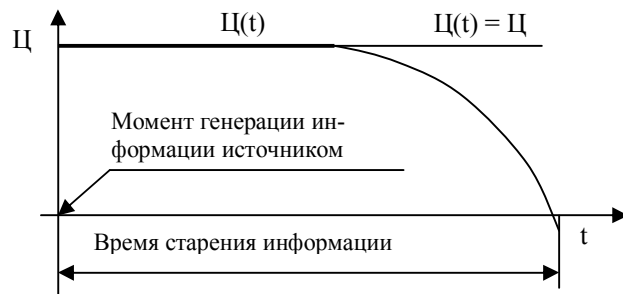 Ц(t)
Ц(t) = Ц
Ц
Момент генерации ин-
формации источником
t
Время старения информации